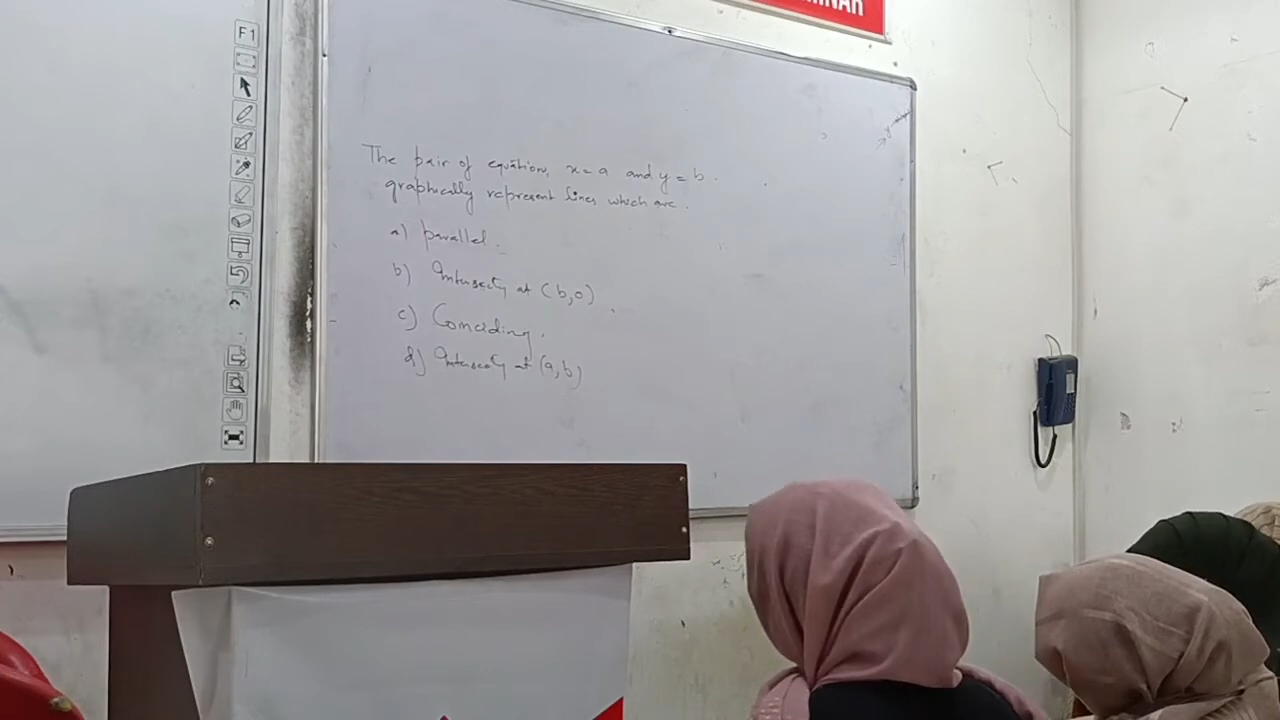 F1
The pair of equations, x = a and y = b.
graphically represent lines which are.
a) parallel.
b) Intersecting at (b,0)
c) Coinciding.
d) Intersecting at (a,b)